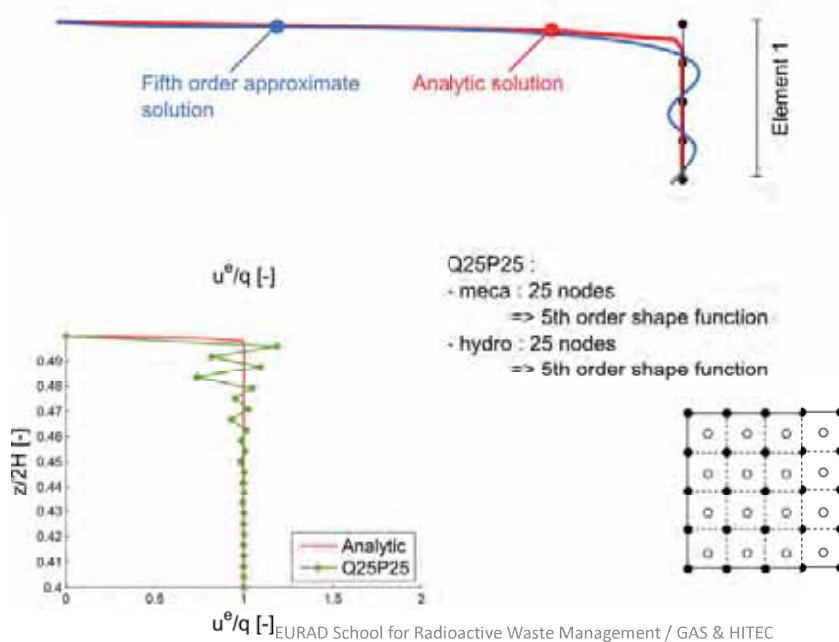 Fifth order approximate
solution
Analytic solution
Element 1
u^e/q [-]
Q25P25 :
- meca : 25 nodes
=> 5th order shape function
- hydro : 25 nodes
=> 5th order shape function
z/2H [-]
0.49
0.48
0.47
0.46
0.45
0.44
0.43
0.42
0.41
0.4
Analytic
Q25P25
0
0.5
1
1.5
2
u^e/q [-]
EURAD School for Radioactive Waste Management / GAS & HITEC